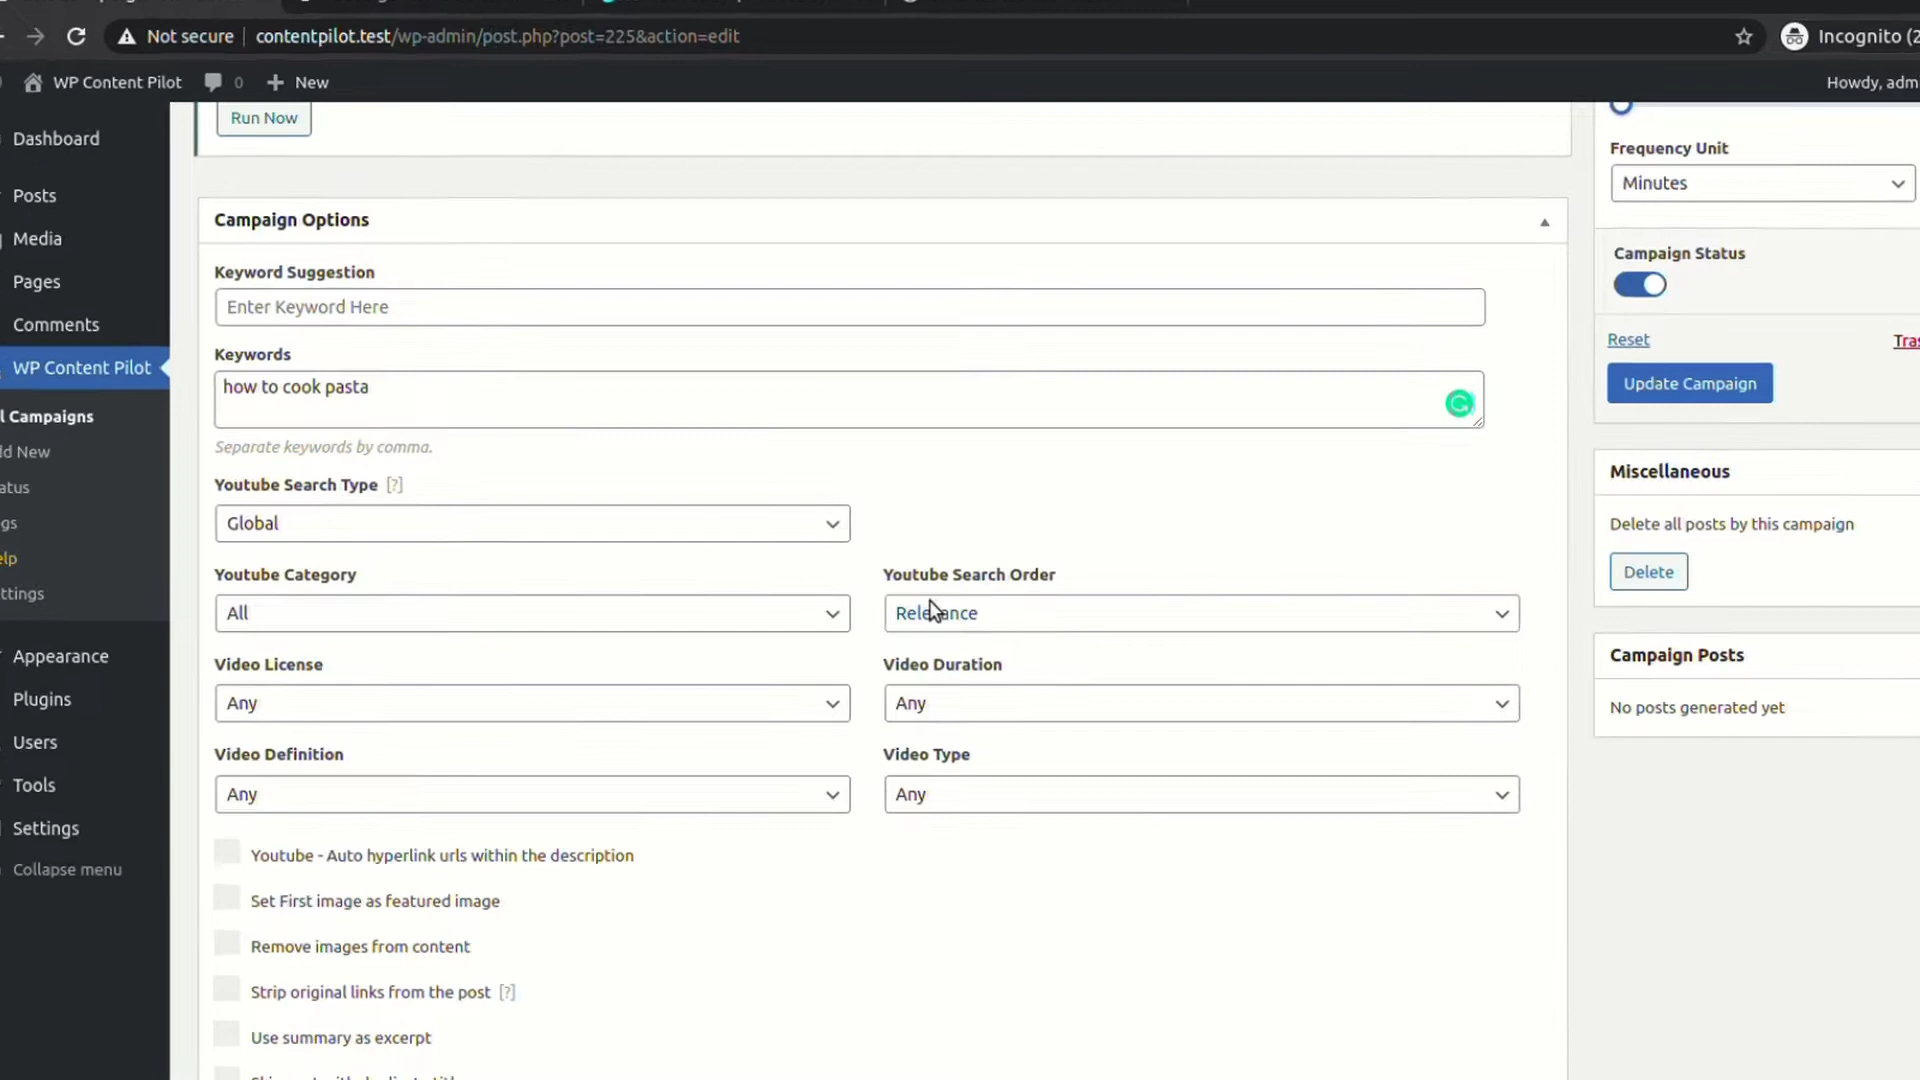 Not secure contentpilot.test/wp-admin/post.php?post=225&action=edit
Incognito (2
WP Content Pilot 0 New
Howdy, adm
Dashboard
Posts
Media
Pages
Comments
WP Content Pilot
l Campaigns
d New
atus
gs
elp
ttings
Appearance
Plugins
Users
Tools
Settings
Collapse menu
Run Now
Campaign Options
Keyword Suggestion
Enter Keyword Here
Keywords
how to cook pasta
Separate keywords by comma.
Youtube Search Type [?]
Global
Youtube Category
All
Youtube Search Order
Relevance
Video License
Any
Video Duration
Any
Video Definition
Any
Video Type
Any
Youtube - Auto hyperlink urls within the description
Set First image as featured image
Remove images from content
Strip original links from the post [?]
Use summary as excerpt
Frequency Unit
Minutes
Campaign Status
Reset
Tras
Update Campaign
Miscellaneous
Delete all posts by this campaign
Delete
Campaign Posts
No posts generated yet